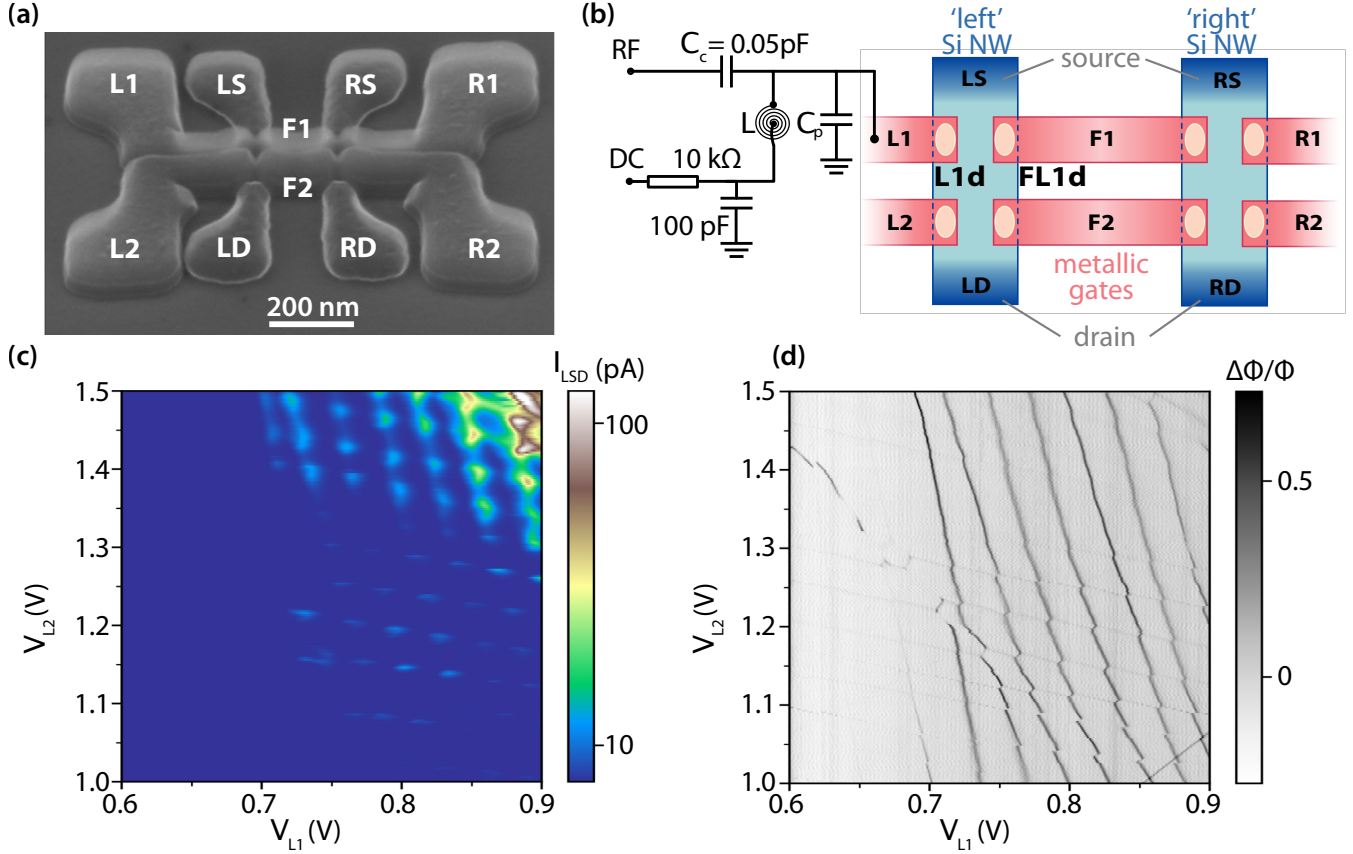 (a)
L1
LS
RS
R1
F1
F2
L2
LD
RD
R2
200 nm
(b)
RF
C_c = 0.05pF
L
C_p
DC
10 kΩ
100 pF
'left'
Si NW
'right'
Si NW
LS
source
RS
L1
F1
R1
L1d
FL1d
L2
F2
R2
metallic
gates
LD
RD
drain
(c)
I_LSD (pA)
1.5
1.4
1.3
1.2
1.1
1.0
V_L2 (V)
0.6
0.7
0.8
0.9
V_L1 (V)
100
10
(d)
ΔΦ/Φ
1.5
1.4
1.3
1.2
1.1
1.0
V_L2 (V)
0.6
0.7
0.8
0.9
V_L1 (V)
0.5
0